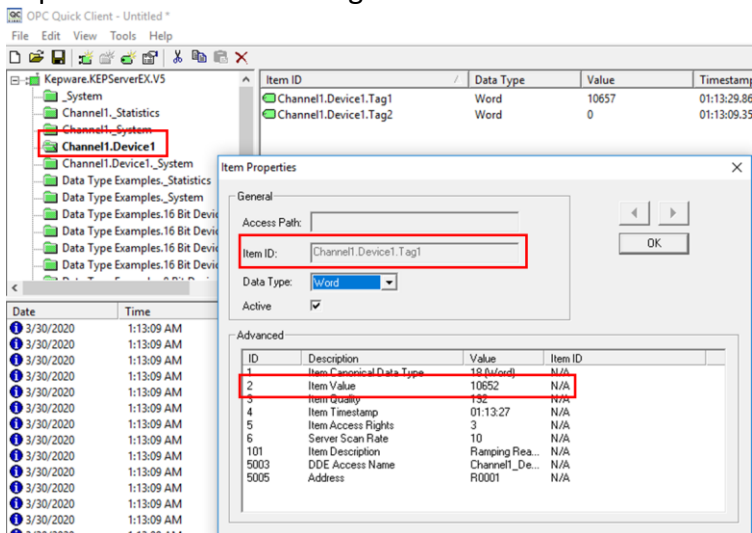 OPC Quick Client - Untitled *
File Edit View Tools Help
Kepware.KEPServerEX.V5
_System
Channel1._Statistics
Channel1._System
Channel1.Device1
Channel1.Device1._System
Data Type Examples._Statistics
Data Type Examples._System
Data Type Examples.16 Bit Devic
Data Type Examples.16 Bit Devic
Data Type Examples.16 Bit Devic
Data Type Examples.16 Bit Devic
Item ID / Data Type Value Timestamp
Channel1.Device1.Tag1 Word 10657 01:13:29.86
Channel1.Device1.Tag2 Word 0 01:13:09.35
Item Properties
General
Access Path:
Item ID: Channel1.Device1.Tag1
OK
Data Type: Word
Active
Advanced
ID Description Value Item ID
1 Item Canonical Data Type 18 (Word) N/A
2 Item Value 10652 N/A
3 Item Quality 192 N/A
4 Item Timestamp 01:13:27 N/A
5 Item Access Rights 3 N/A
6 Server Scan Rate 10 N/A
101 Item Description Ramping Rea... N/A
5003 DDE Access Name Channel1_De... N/A
5005 Address R0001 N/A
Date Time
3/30/2020 1:13:09 AM
3/30/2020 1:13:09 AM
3/30/2020 1:13:09 AM
3/30/2020 1:13:09 AM
3/30/2020 1:13:09 AM
3/30/2020 1:13:09 AM
3/30/2020 1:13:09 AM
3/30/2020 1:13:09 AM
3/30/2020 1:13:09 AM
3/30/2020 1:13:09 AM
3/30/2020 1:13:09 AM
3/30/2020 1:13:09 AM
3/30/2020 1:13:09 AM